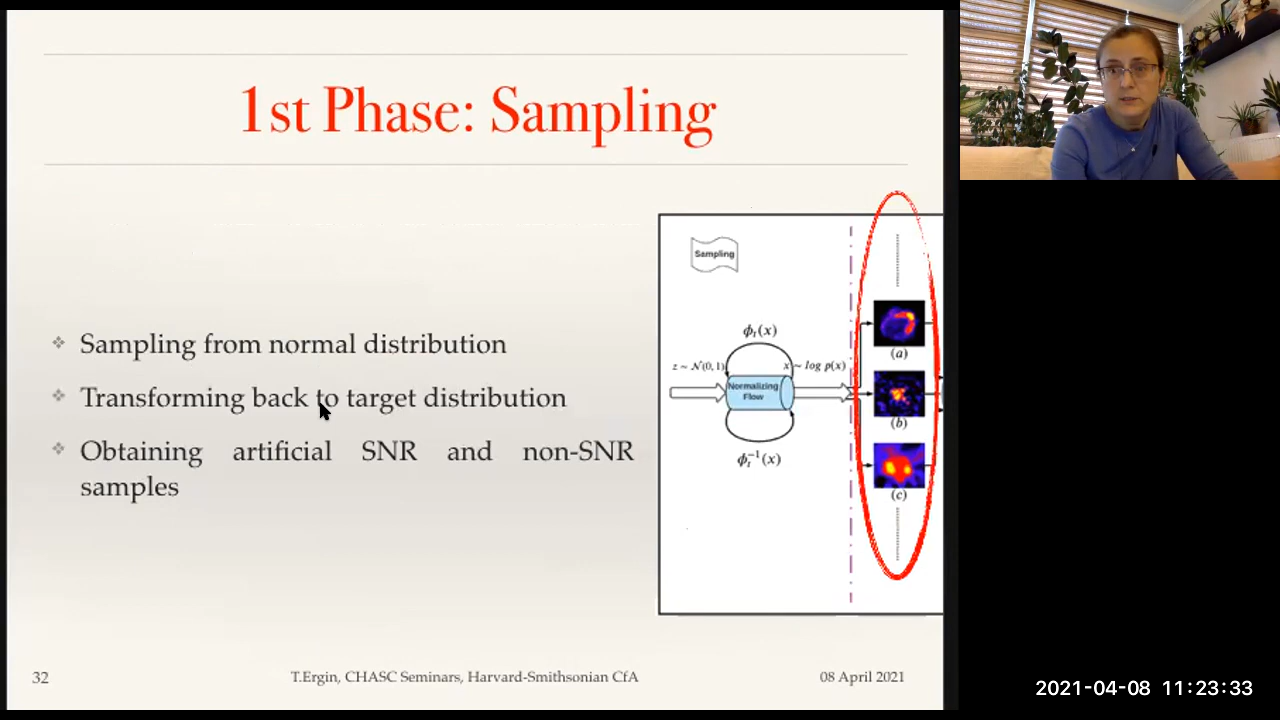 1st Phase: Sampling
❖ Sampling from normal distribution
❖ Transforming back to target distribution
❖ Obtaining artificial SNR and non-SNR
samples
Sampling
ϕₜ(x)
z ~ 𝒩(0, 1)
x ~ log p(x)
Normalizing
Flow
ϕₜ⁻¹(x)
(a)
(b)
(c)
32
T.Ergin, CHASC Seminars, Harvard-Smithsonian CfA
08 April 2021
2021-04-08 11:23:33